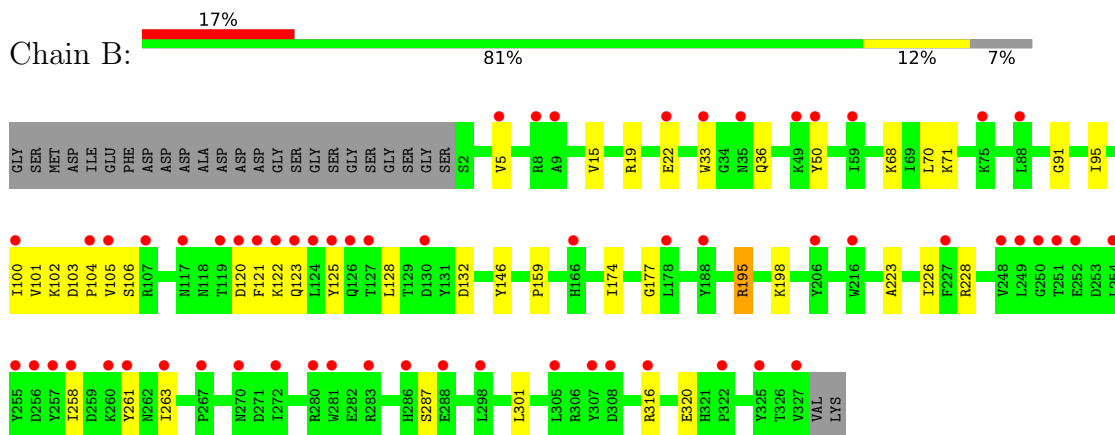 17%
Chain B:
81% 12% 7%
GLY SER MET ASP ILE GLU PHE ASP ASP ASP ALA ASP ASP ASP GLY SER GLY SER GLY SER GLY SER GLY SER S2 V5 R8 A9 V15 R19 E22 W33 G34 N35 Q36 K49 Y50 I59 K68 I69 L70 K71 K75 L88 G91 I95
I100 V101 K102 D103 P104 V105 S106 R107 N117 N118 T119 D120 F121 K122 Q123 L124 Y125 Q126 T127 L128 T129 D130 Y131 D132 Y146 P159 H166 I174 G177 L178 Y188 R195 K198 Y206 W216 A223 I226 F227 R228 V248 L249 G250 T251 E252 D253 L254
Y255 D256 Y257 I258 D259 K260 Y261 N262 I263 P267 N270 D271 I272 R280 W281 E282 R283 H286 S287 E288 L298 L301 L305 R306 Y307 D308 R316 E320 H321 P322 Y325 T326 V327 VAL LYS